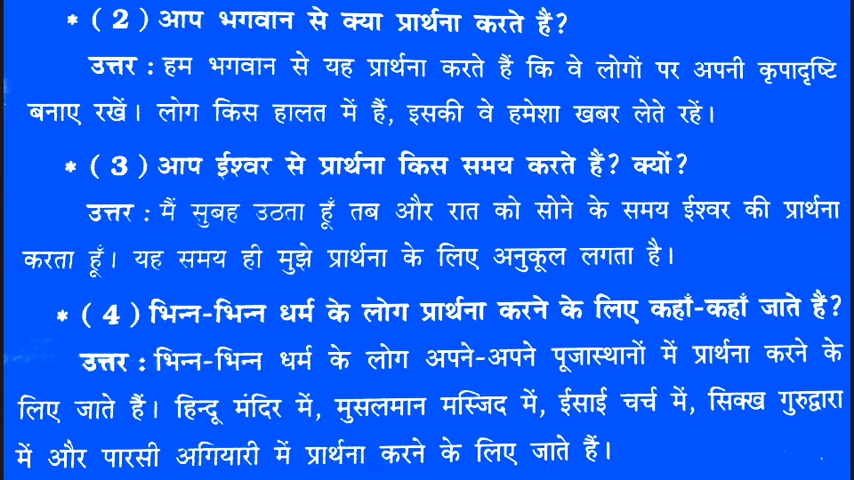 * ( 2 ) आप भगवान से क्या प्रार्थना करते हैं?
उत्तर : हम भगवान से यह प्रार्थना करते हैं कि वे लोगों पर अपनी कृपादृष्टि
बनाए रखें। लोग किस हालत में हैं, इसकी वे हमेशा खबर लेते रहें।
* ( 3 ) आप ईश्वर से प्रार्थना किस समय करते हैं? क्यों?
उत्तर : मैं सुबह उठता हूँ तब और रात को सोने के समय ईश्वर की प्रार्थना
करता हूँ। यह समय ही मुझे प्रार्थना के लिए अनुकूल लगता है।
* ( 4 ) भिन्न-भिन्न धर्म के लोग प्रार्थना करने के लिए कहाँ-कहाँ जाते हैं?
उत्तर : भिन्न-भिन्न धर्म के लोग अपने-अपने पूजास्थानों में प्रार्थना करने के
लिए जाते हैं। हिन्दू मंदिर में, मुसलमान मस्जिद में, ईसाई चर्च में, सिक्ख गुरुद्वारा
में और पारसी अगियारी में प्रार्थना करने के लिए जाते हैं।